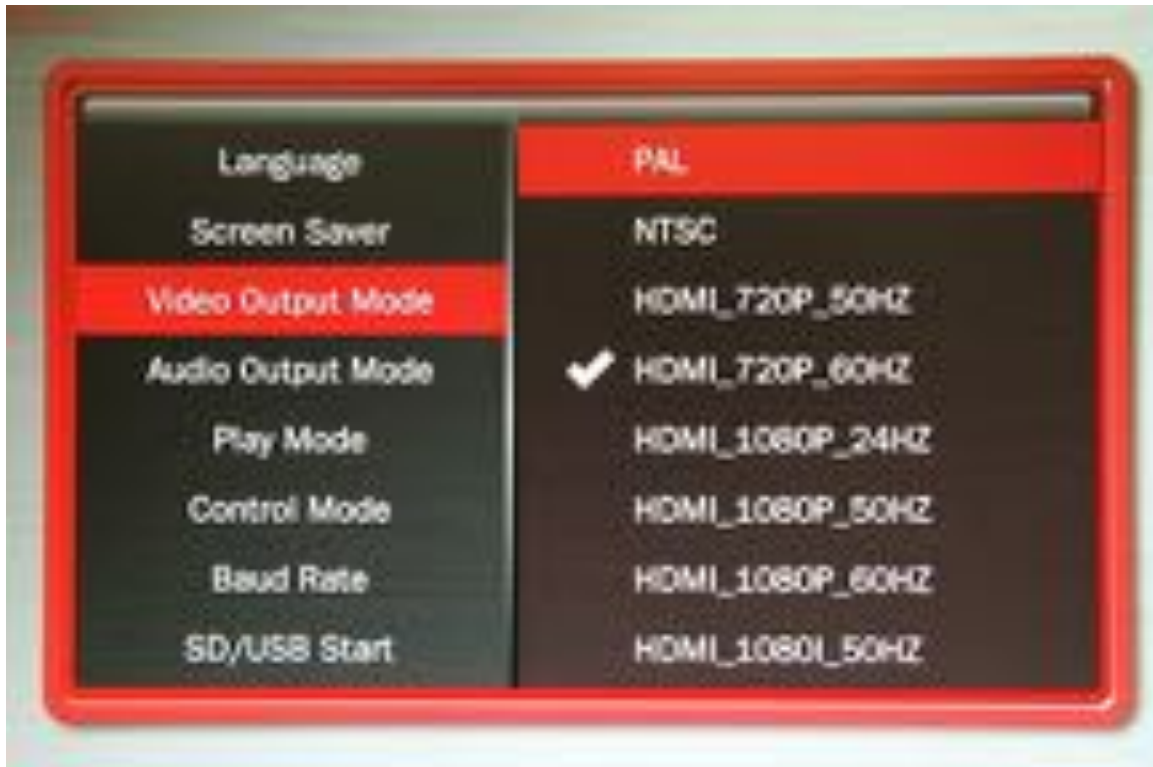 Language
Screen Saver
Video Output Mode
Audio Output Mode
Play Mode
Control Mode
Baud Rate
SD/USB Start
PAL
NTSC
HDMI_720P_50HZ
HDMI_720P_60HZ
HDMI_1080P_24HZ
HDMI_1080P_50HZ
HDMI_1080P_60HZ
HDMI_1080I_50HZ